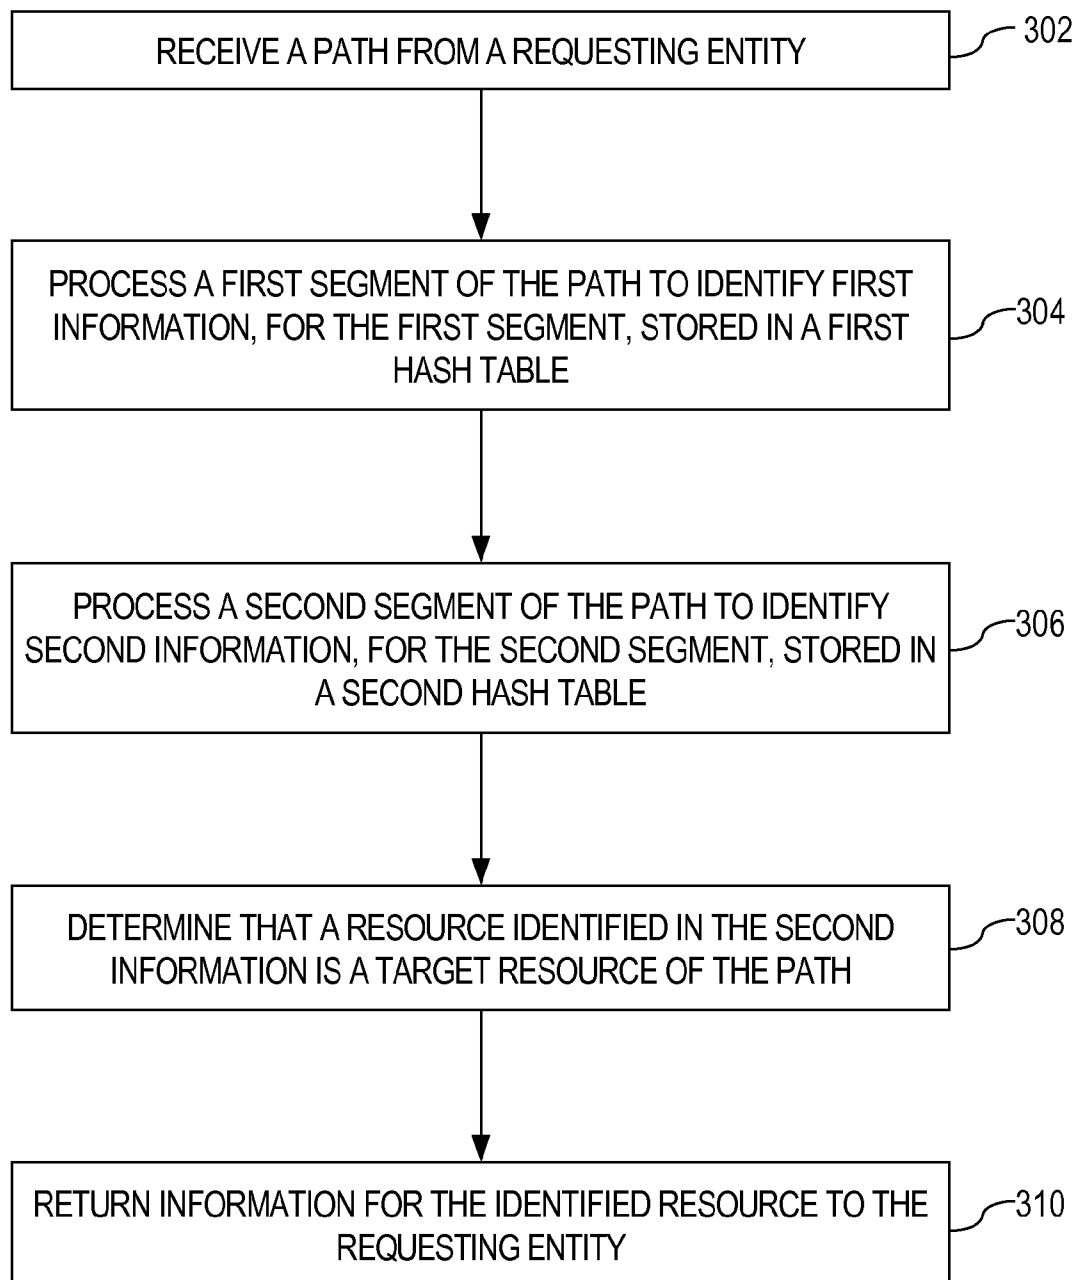 RECEIVE A PATH FROM A REQUESTING ENTITY
302
PROCESS A FIRST SEGMENT OF THE PATH TO IDENTIFY FIRST
INFORMATION, FOR THE FIRST SEGMENT, STORED IN A FIRST
HASH TABLE
304
PROCESS A SECOND SEGMENT OF THE PATH TO IDENTIFY
SECOND INFORMATION, FOR THE SECOND SEGMENT, STORED IN
A SECOND HASH TABLE
306
DETERMINE THAT A RESOURCE IDENTIFIED IN THE SECOND
INFORMATION IS A TARGET RESOURCE OF THE PATH
308
RETURN INFORMATION FOR THE IDENTIFIED RESOURCE TO THE
REQUESTING ENTITY
310